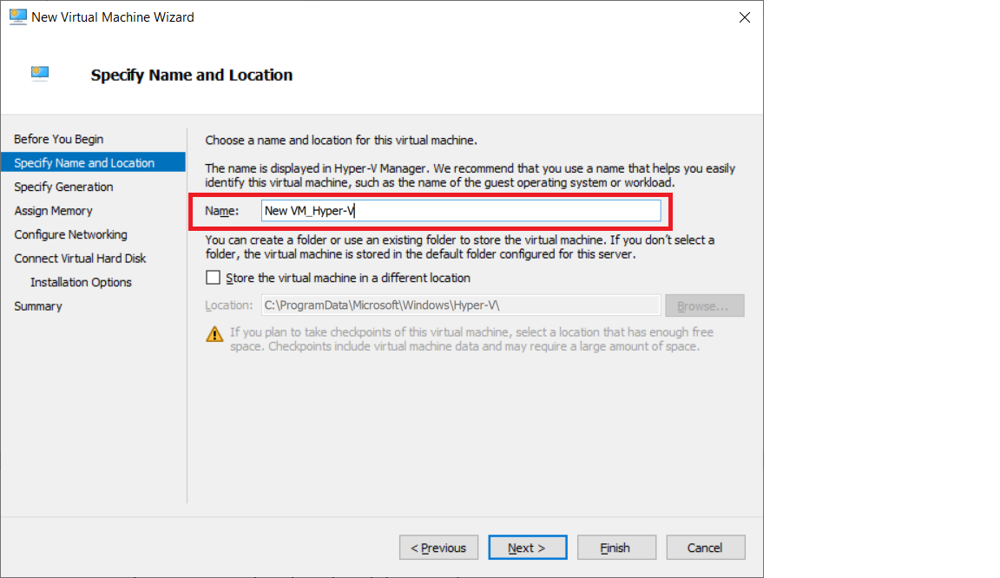 New Virtual Machine Wizard
Specify Name and Location
Before You Begin
Specify Name and Location
Specify Generation
Assign Memory
Configure Networking
Connect Virtual Hard Disk
Installation Options
Summary
Choose a name and location for this virtual machine.
The name is displayed in Hyper-V Manager. We recommend that you use a name that helps you easily
identify this virtual machine, such as the name of the guest operating system or workload.
Name: New VM_Hyper-V
You can create a folder or use an existing folder to store the virtual machine. If you don't select a
folder, the virtual machine is stored in the default folder configured for this server.
Store the virtual machine in a different location
Location: C:\ProgramData\Microsoft\Windows\Hyper-V\ Browse...
If you plan to take checkpoints of this virtual machine, select a location that has enough free
space. Checkpoints include virtual machine data and may require a large amount of space.
< Previous Next > Finish Cancel